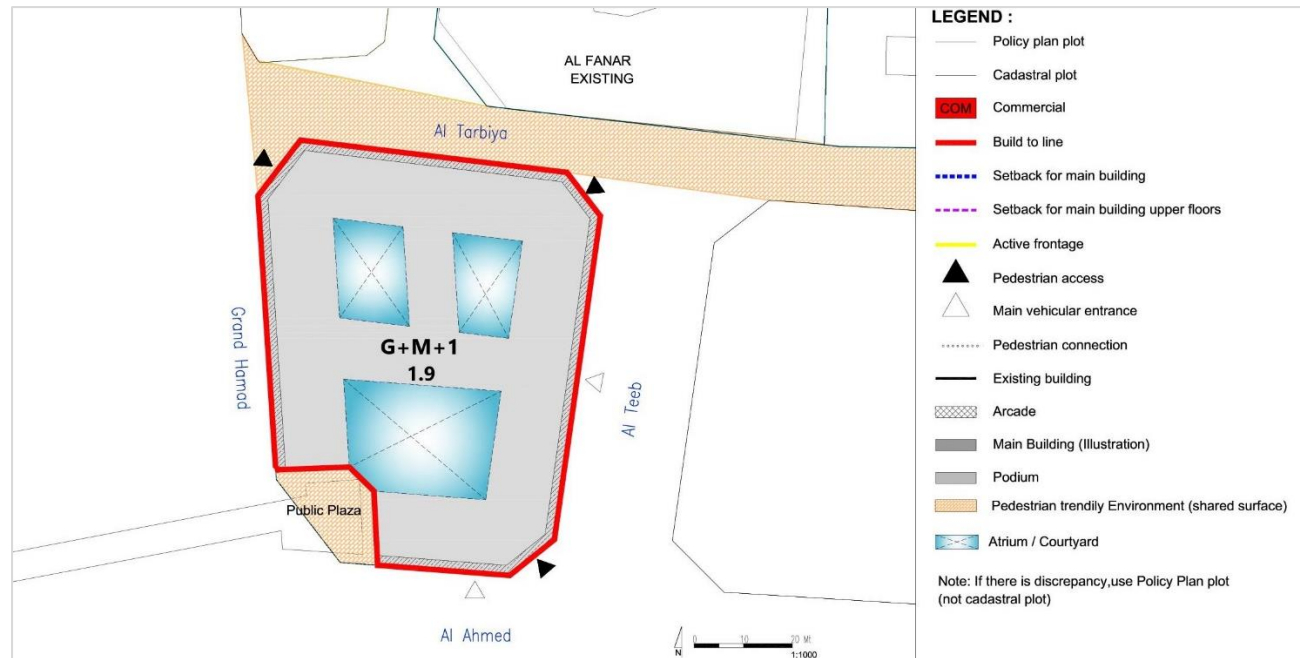 AL FANAR
EXISTING
Al Tarbiya
Grand Hamad
G+M+1
1.9
Al Teeb
Public Plaza
Al Ahmed
N
0 10 20 Mt.
1:1000
LEGEND :
Policy plan plot
Cadastral plot
COM Commercial
Build to line
Setback for main building
Setback for main building upper floors
Active frontage
Pedestrian access
Main vehicular entrance
Pedestrian connection
Existing building
Arcade
Main Building (Illustration)
Podium
Pedestrian trendily Environment (shared surface)
Atrium / Courtyard
Note: If there is discrepancy,use Policy Plan plot
(not cadastral plot)